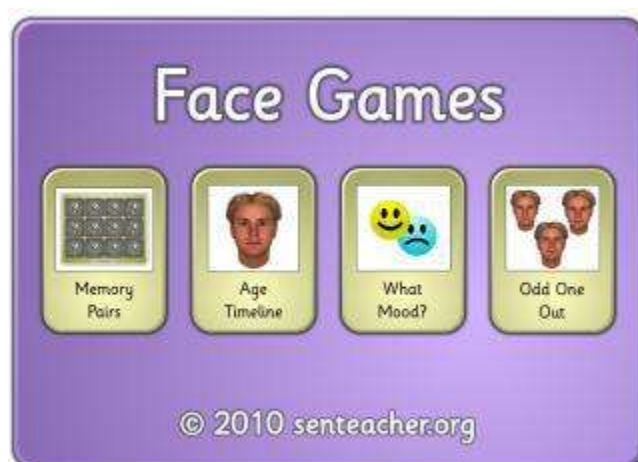 Face Games
Memory
Pairs
Age
Timeline
What
Mood?
Odd One
Out
© 2010 senteacher.org